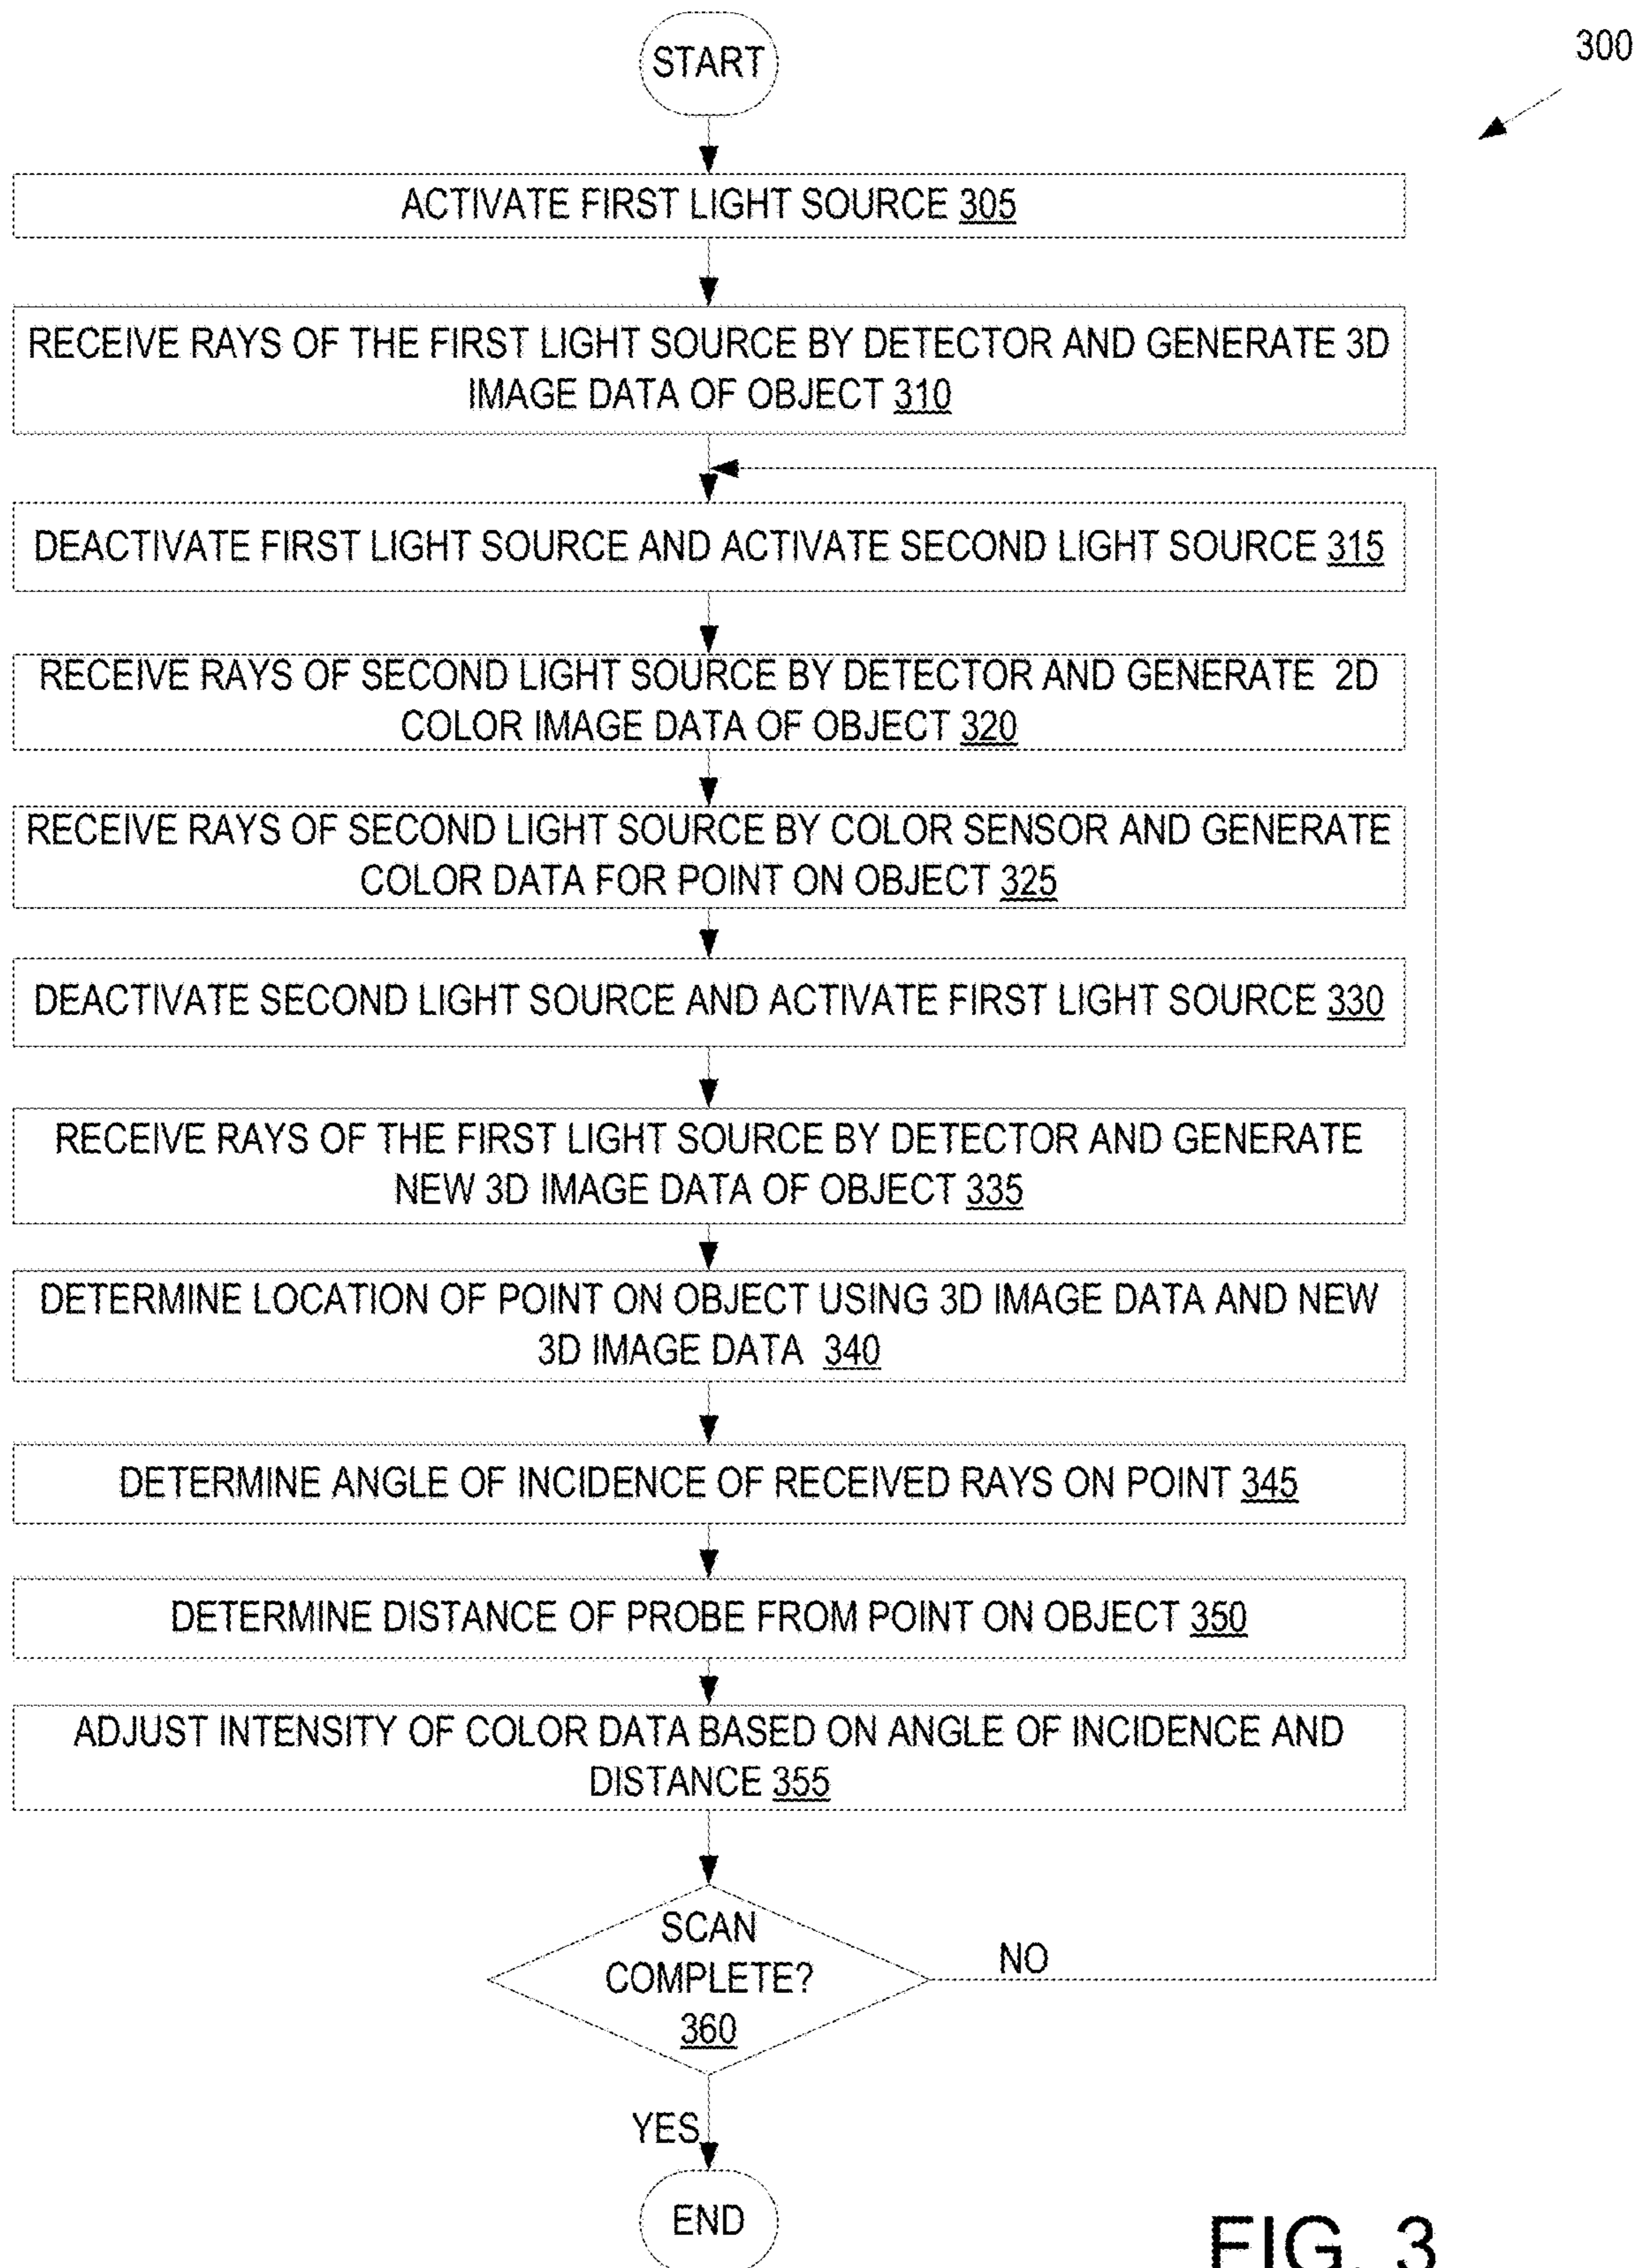 START
300
ACTIVATE FIRST LIGHT SOURCE 305
RECEIVE RAYS OF THE FIRST LIGHT SOURCE BY DETECTOR AND GENERATE 3D
IMAGE DATA OF OBJECT 310
DEACTIVATE FIRST LIGHT SOURCE AND ACTIVATE SECOND LIGHT SOURCE 315
RECEIVE RAYS OF SECOND LIGHT SOURCE BY DETECTOR AND GENERATE 2D
COLOR IMAGE DATA OF OBJECT 320
RECEIVE RAYS OF SECOND LIGHT SOURCE BY COLOR SENSOR AND GENERATE
COLOR DATA FOR POINT ON OBJECT 325
DEACTIVATE SECOND LIGHT SOURCE AND ACTIVATE FIRST LIGHT SOURCE 330
RECEIVE RAYS OF THE FIRST LIGHT SOURCE BY DETECTOR AND GENERATE
NEW 3D IMAGE DATA OF OBJECT 335
DETERMINE LOCATION OF POINT ON OBJECT USING 3D IMAGE DATA AND NEW
3D IMAGE DATA 340
DETERMINE ANGLE OF INCIDENCE OF RECEIVED RAYS ON POINT 345
DETERMINE DISTANCE OF PROBE FROM POINT ON OBJECT 350
ADJUST INTENSITY OF COLOR DATA BASED ON ANGLE OF INCIDENCE AND
DISTANCE 355
SCAN
COMPLETE?
360
NO
YES
END
FIG. 3